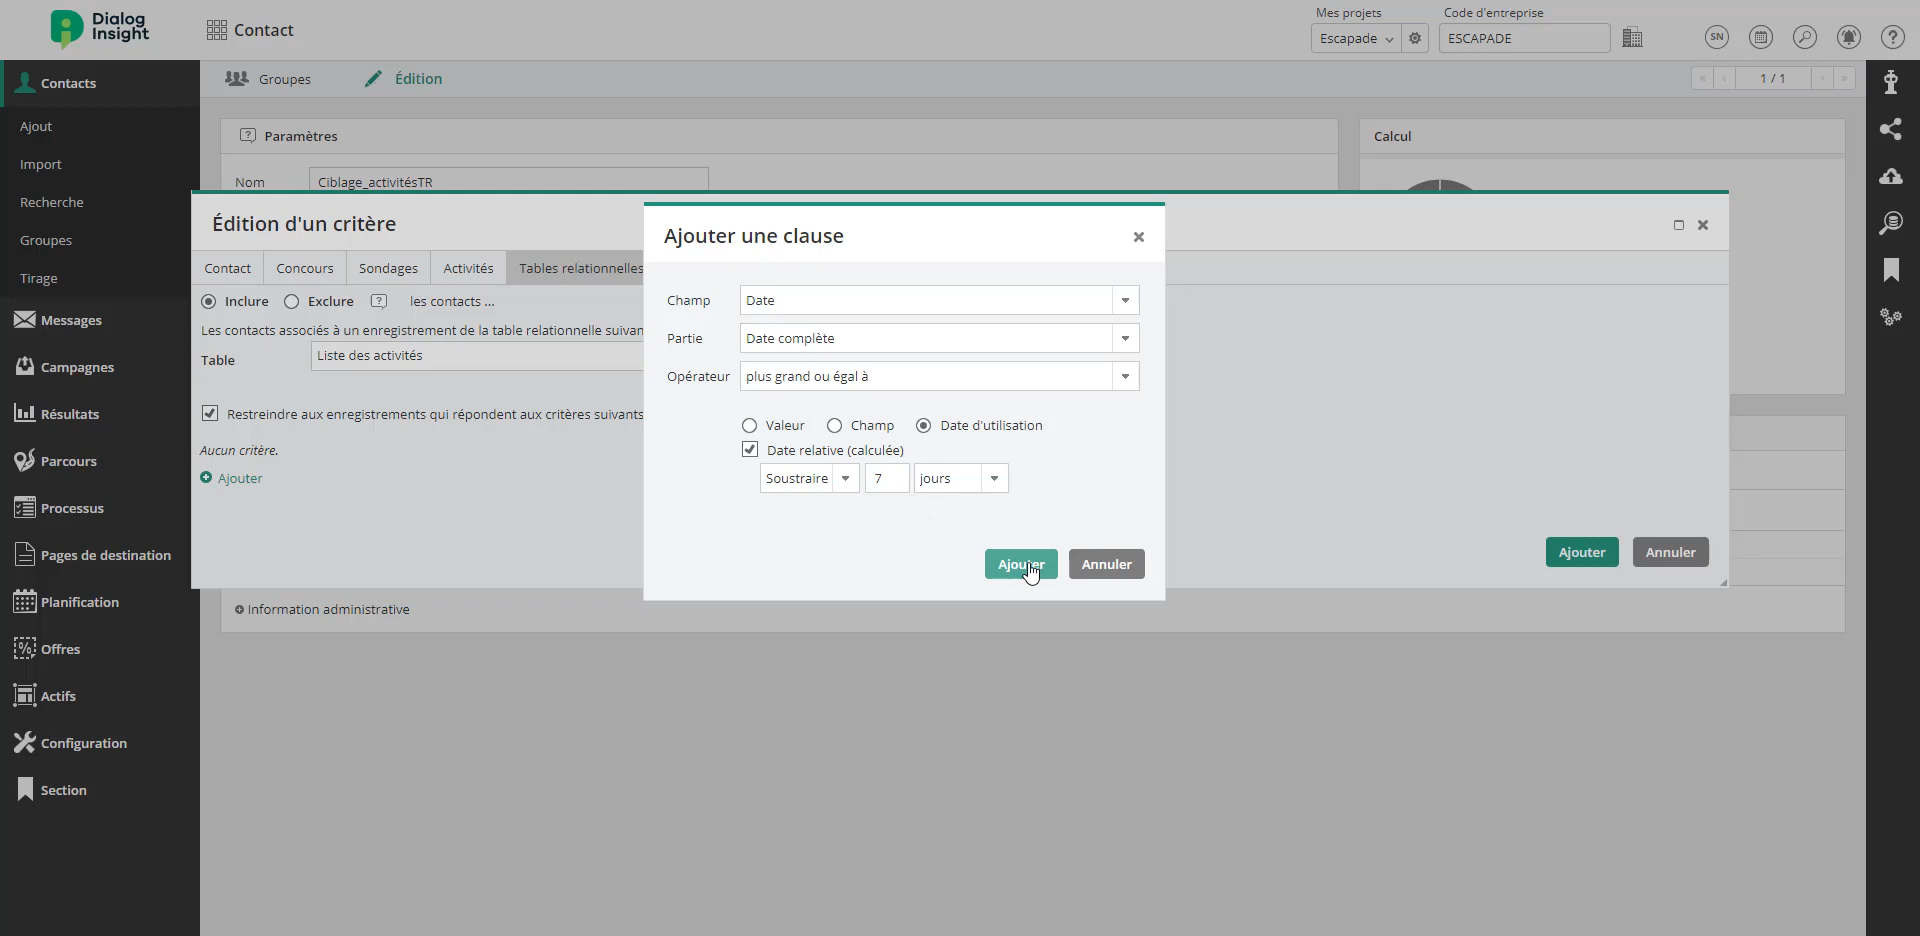 Dialog
Insight
Contact
Mes projets
Escapade
Code d'entreprise
ESCAPADE
SN
Contacts
Ajout
Import
Recherche
Groupes
Tirage
Messages
Campagnes
Résultats
Parcours
Processus
Pages de destination
Planification
Offres
Actifs
Configuration
Section
Groupes
Édition
« ‹ 1 / 1 › »
Paramètres
Nom
Ciblage_activitésTR
Calcul
Édition d'un critère
Contact
Concours
Sondages
Activités
Tables relationnelles
Inclure
Exclure
les contacts ...
Les contacts associés à un enregistrement de la table relationnelle suivan
Table
Liste des activités
Restreindre aux enregistrements qui répondent aux critères suivants
Aucun critère.
Ajouter
Ajouter
Annuler
Ajouter une clause
Champ
Date
Partie
Date complète
Opérateur
plus grand ou égal à
Valeur
Champ
Date d'utilisation
Date relative (calculée)
Soustraire
7
jours
Ajouter
Annuler
Information administrative